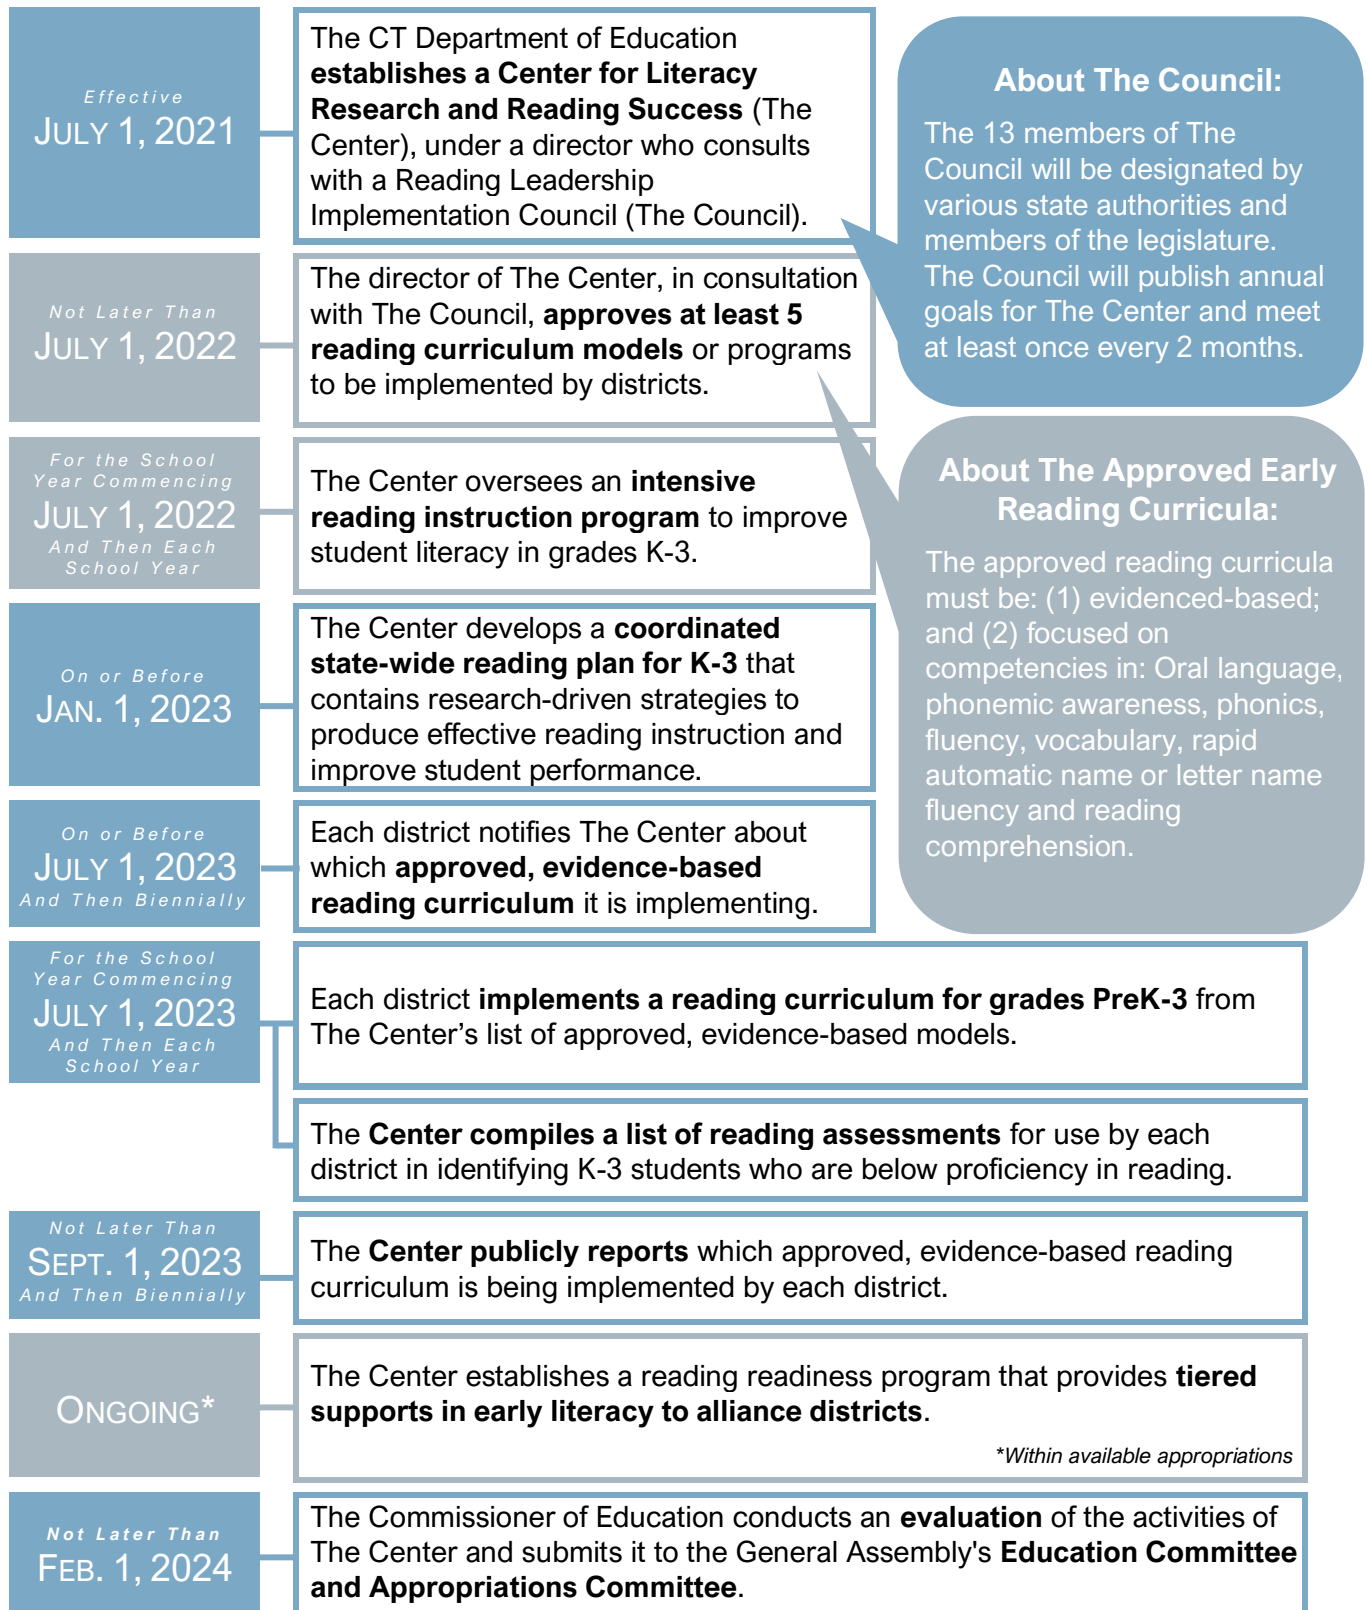 Effective
JULY 1, 2021
The CT Department of Education
establishes a Center for Literacy
Research and Reading Success (The
Center), under a director who consults
with a Reading Leadership
Implementation Council (The Council).
About The Council:
The 13 members of The
Council will be designated by
various state authorities and
members of the legislature.
The Council will publish annual
goals for The Center and meet
at least once every 2 months.
Not Later Than
JULY 1, 2022
The director of The Center, in consultation
with The Council, approves at least 5
reading curriculum models or programs
to be implemented by districts.
About The Approved Early
Reading Curricula:
The approved reading curricula
must be: (1) evidenced-based;
and (2) focused on
competencies in: Oral language,
phonemic awareness, phonics,
fluency, vocabulary, rapid
automatic name or letter name
fluency and reading
comprehension.
For the School
Year Commencing
JULY 1, 2022
And Then Each
School Year
The Center oversees an intensive
reading instruction program to improve
student literacy in grades K-3.
On or Before
JAN. 1, 2023
The Center develops a coordinated
state-wide reading plan for K-3 that
contains research-driven strategies to
produce effective reading instruction and
improve student performance.
On or Before
JULY 1, 2023
And Then Biennially
Each district notifies The Center about
which approved, evidence-based
reading curriculum it is implementing.
For the School
Year Commencing
JULY 1, 2023
And Then Each
School Year
Each district implements a reading curriculum for grades PreK-3 from
The Center’s list of approved, evidence-based models.
The Center compiles a list of reading assessments for use by each
district in identifying K-3 students who are below proficiency in reading.
Not Later Than
SEPT. 1, 2023
And Then Biennially
The Center publicly reports which approved, evidence-based reading
curriculum is being implemented by each district.
ONGOING*
The Center establishes a reading readiness program that provides tiered
supports in early literacy to alliance districts.
*Within available appropriations
Not Later Than
FEB. 1, 2024
The Commissioner of Education conducts an evaluation of the activities of
The Center and submits it to the General Assembly's Education Committee
and Appropriations Committee.